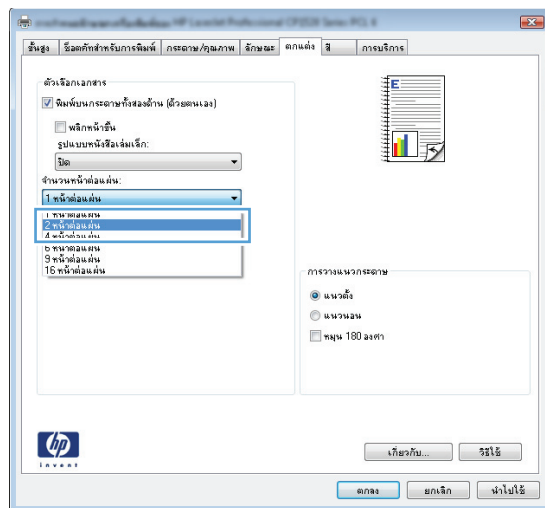 HP LaserJet Professional CP1520 Series PCL 6
ขั้นสูง ช็อตคัทสำหรับการพิมพ์ กระดาษ/คุณภาพ ลักษณะ ตกแต่ง สี การบริการ
ตัวเลือกเอกสาร
พิมพ์บนกระดาษทั้งสองด้าน (ด้วยตนเอง)
พลิกหน้าขึ้น
รูปแบบหนังสือเล่มเล็ก:
ปิด
จำนวนหน้าต่อแผ่น:
1 หน้าต่อแผ่น
1 หน้าต่อแผ่น
2 หน้าต่อแผ่น
4 หน้าต่อแผ่น
6 หน้าต่อแผ่น
9 หน้าต่อแผ่น
16 หน้าต่อแผ่น
E
การวางแนวกระดาษ
แนวตั้ง
แนวนอน
หมุน 180 องศา
hp
invent
เกี่ยวกับ... วิธีใช้
ตกลง ยกเลิก นำไปใช้